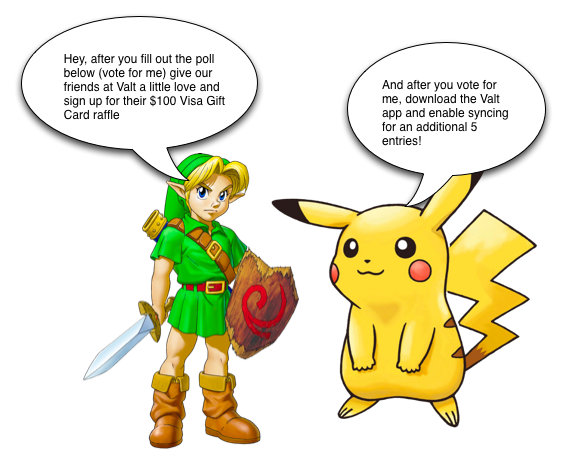 Hey, after you fill out the poll
below (vote for me) give our
friends at Valt a little love and
sign up for their $100 Visa Gift
Card raffle
And after you vote for
me, download the Valt
app and enable syncing
for an additional 5
entries!